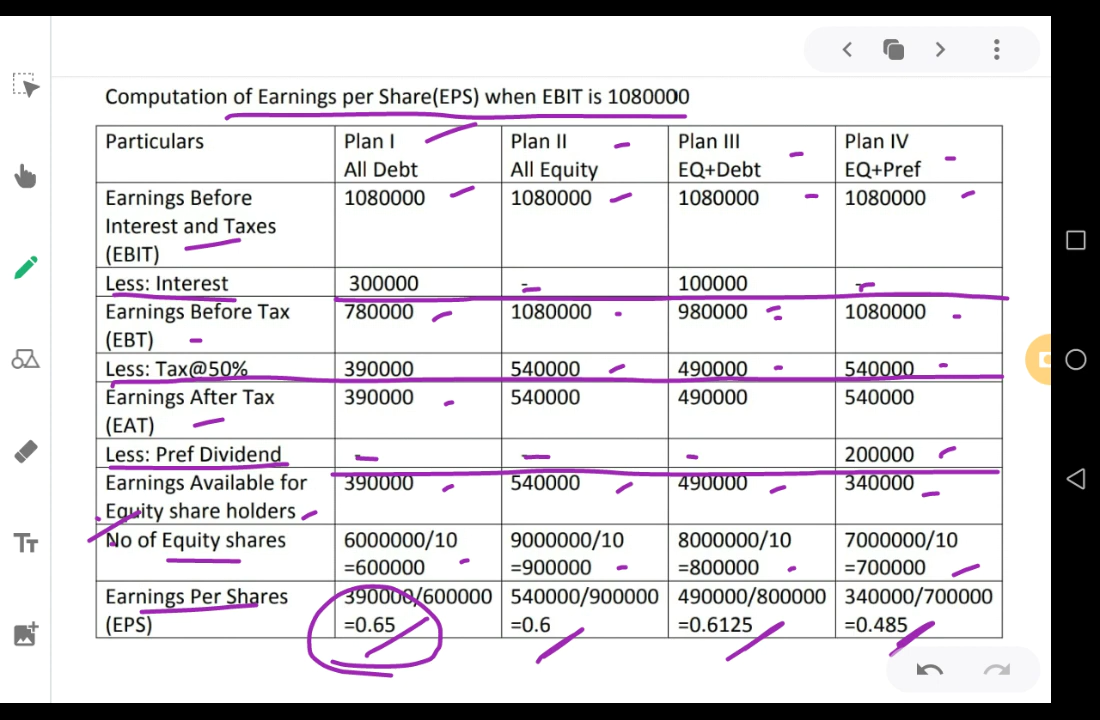 Computation of Earnings per Share(EPS) when EBIT is 1080000
Particulars Plan I Plan II Plan III Plan IV
All Debt All Equity EQ+Debt EQ+Pref
Earnings Before 1080000 1080000 1080000 1080000
Interest and Taxes
(EBIT)
Less: Interest 300000 - 100000 -
Earnings Before Tax 780000 1080000 980000 1080000
(EBT)
Less: Tax@50% 390000 540000 490000 540000
Earnings After Tax 390000 540000 490000 540000
(EAT)
Less: Pref Dividend - - - 200000
Earnings Available for 390000 540000 490000 340000
Equity share holders
No of Equity shares 6000000/10 9000000/10 8000000/10 7000000/10
=600000 =900000 =800000 =700000
Earnings Per Shares 390000/600000 540000/900000 490000/800000 340000/700000
(EPS) =0.65 =0.6 =0.6125 =0.485
Tт